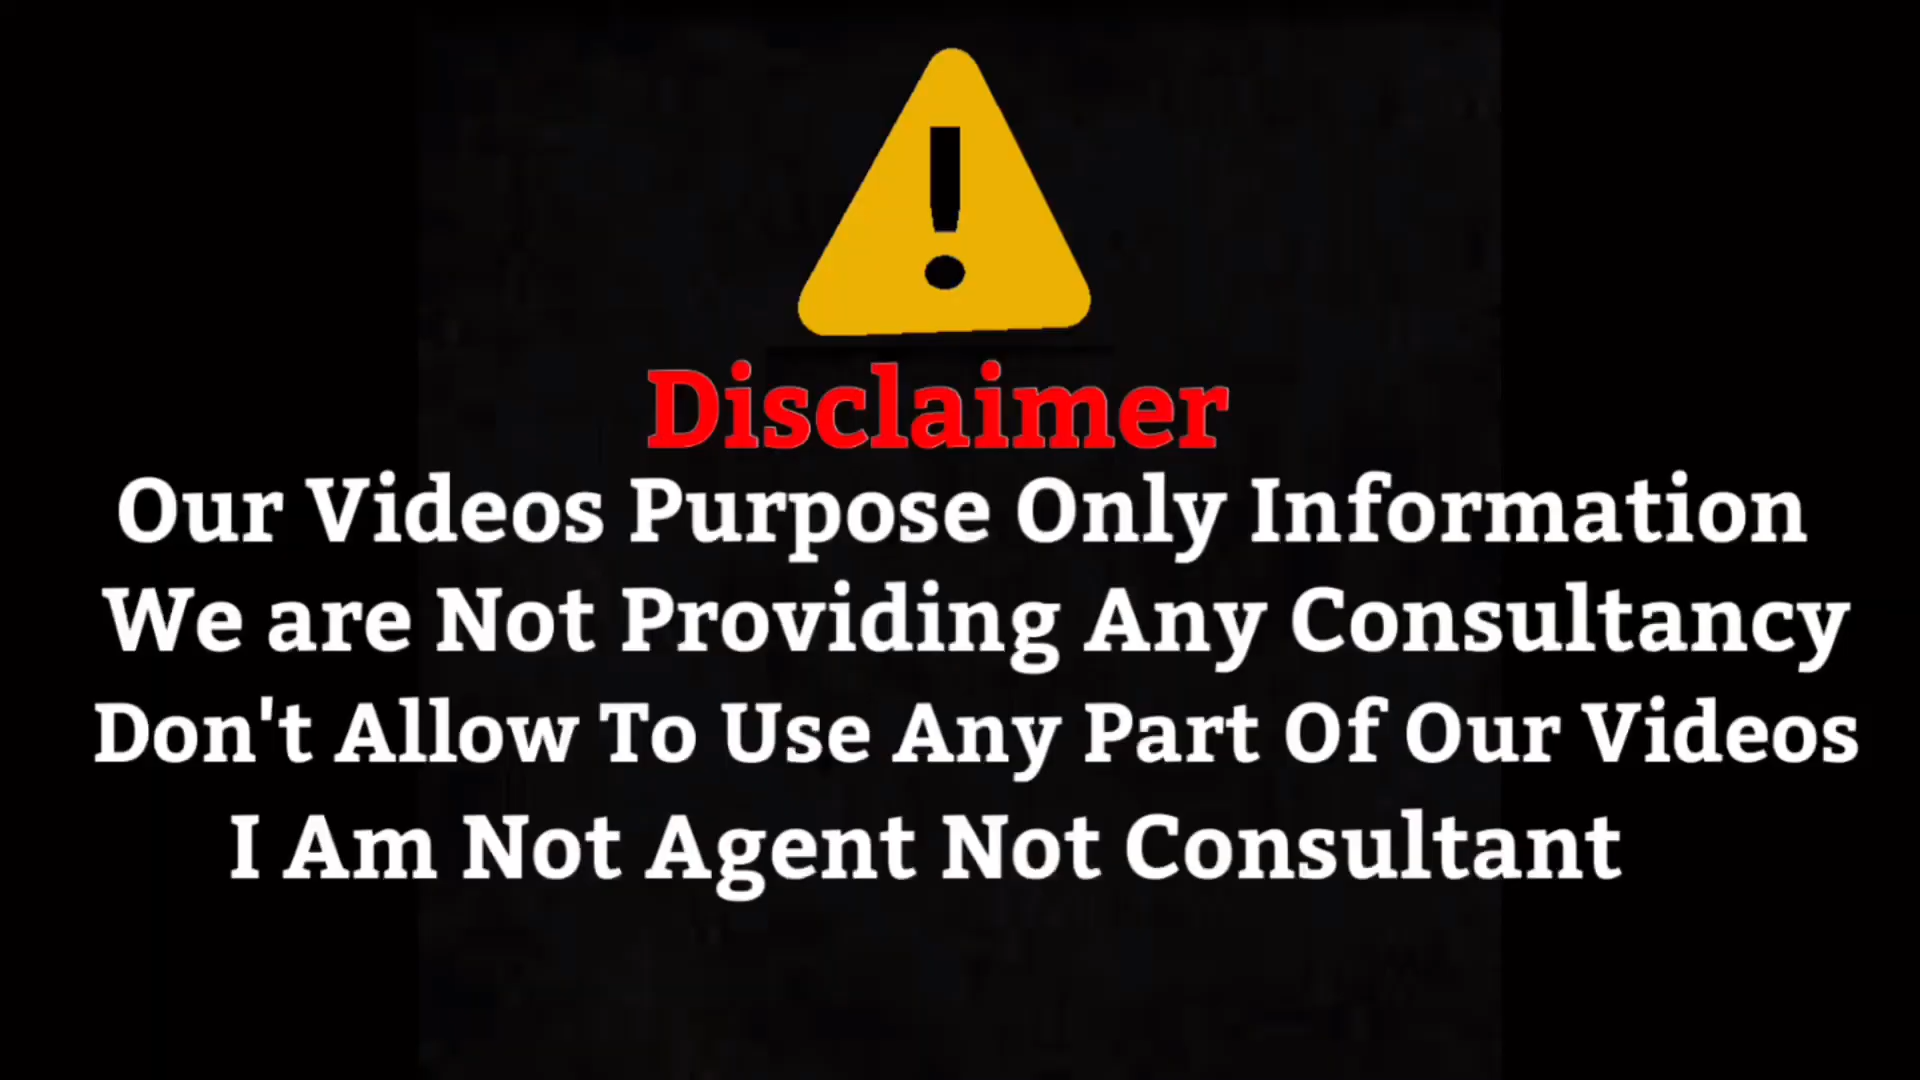 Disclaimer
Our Videos Purpose Only Information
We are Not Providing Any Consultancy
Don't Allow To Use Any Part Of Our Videos
I Am Not Agent Not Consultant